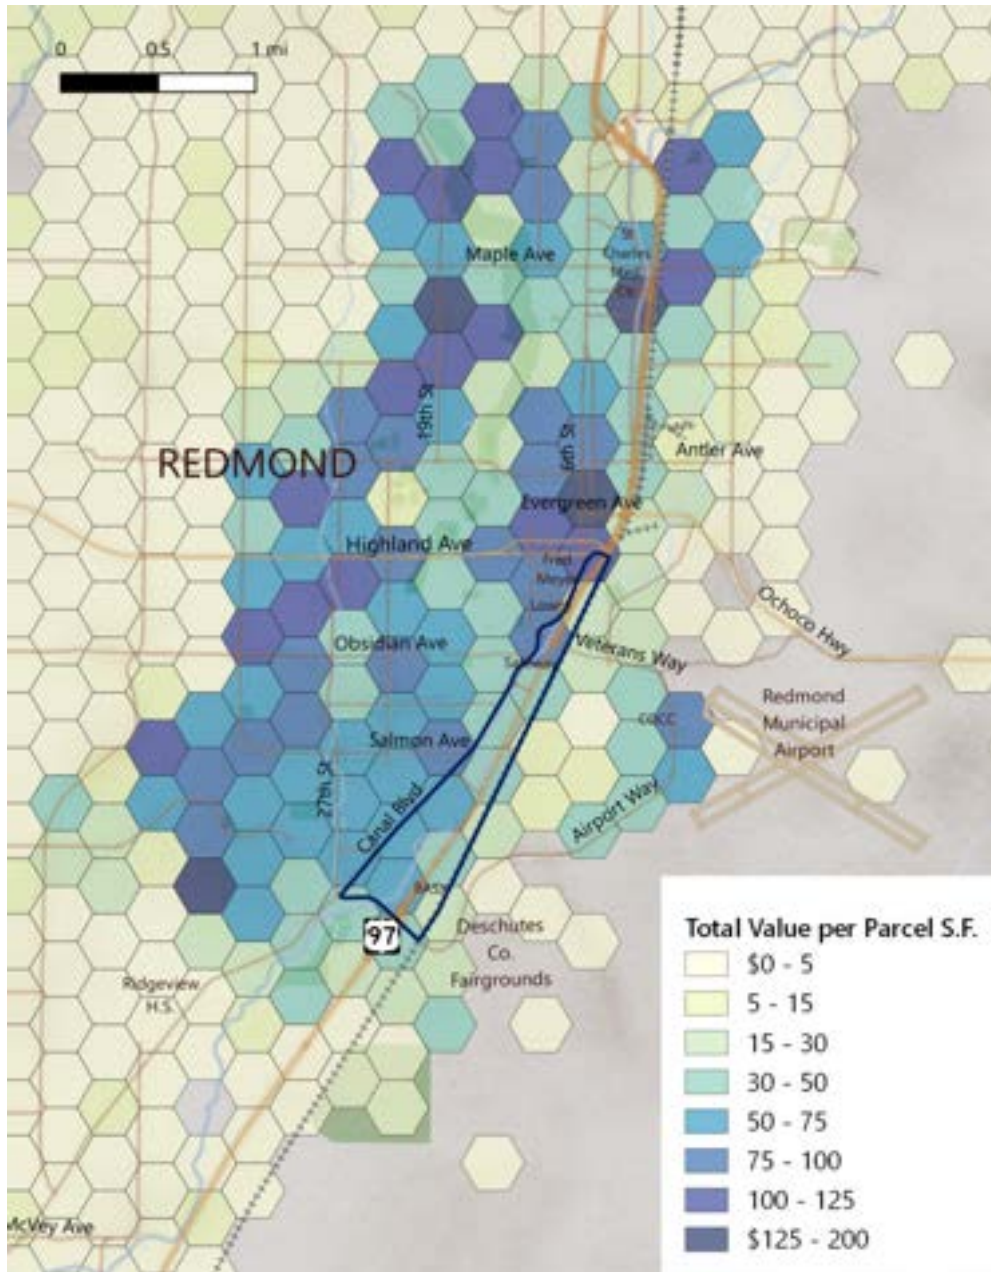 0 0.5 1 mi
St
Charles
Med
Ctr
Maple Ave
19th St
6th St
Antler Ave
REDMOND
Evergreen Ave
Highland Ave
Fred
Meyer
Ochoco Hwy
Obsidian Ave
Veterans Way
Redmond
Municipal
Airport
COCC
Salmon Ave
27th St
Canal Blvd
Airport Way
BASX
97
Deschutes
Co.
Fairgrounds
Ridgeview
H.S.
McVey Ave
Total Value per Parcel S.F.
$0 - 5
5 - 15
15 - 30
30 - 50
50 - 75
75 - 100
100 - 125
$125 - 200